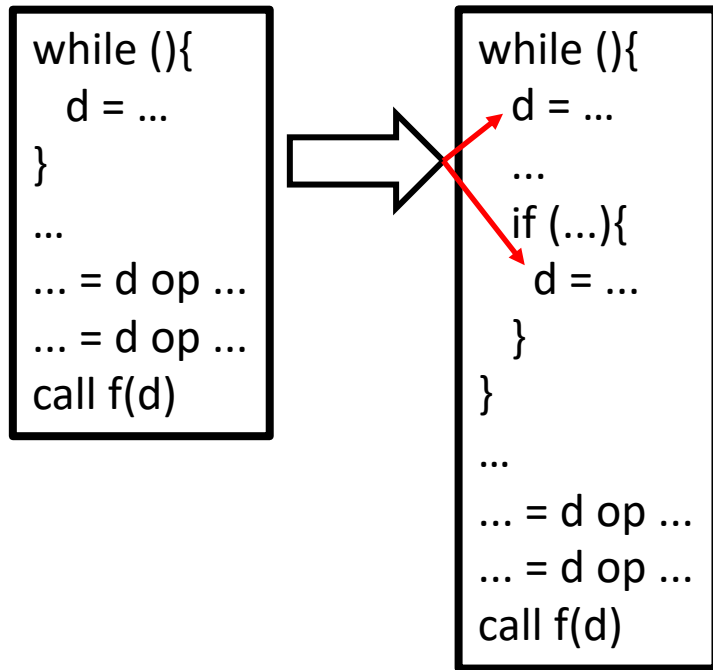 while (){
d = ...
}
...
... = d op ...
... = d op ...
call f(d)
while (){
d = ...
...
if (...){
d = ...
}
}
...
... = d op ...
... = d op ...
call f(d)